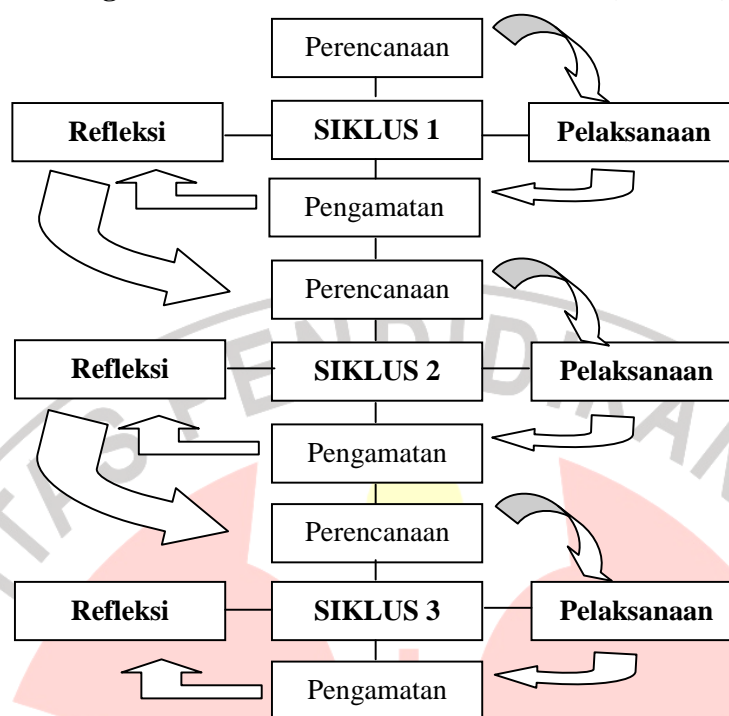 Perencanaan
Refleksi
SIKLUS 1
Pelaksanaan
Pengamatan
Perencanaan
Refleksi
SIKLUS 2
Pelaksanaan
Pengamatan
Perencanaan
Refleksi
SIKLUS 3
Pelaksanaan
Pengamatan